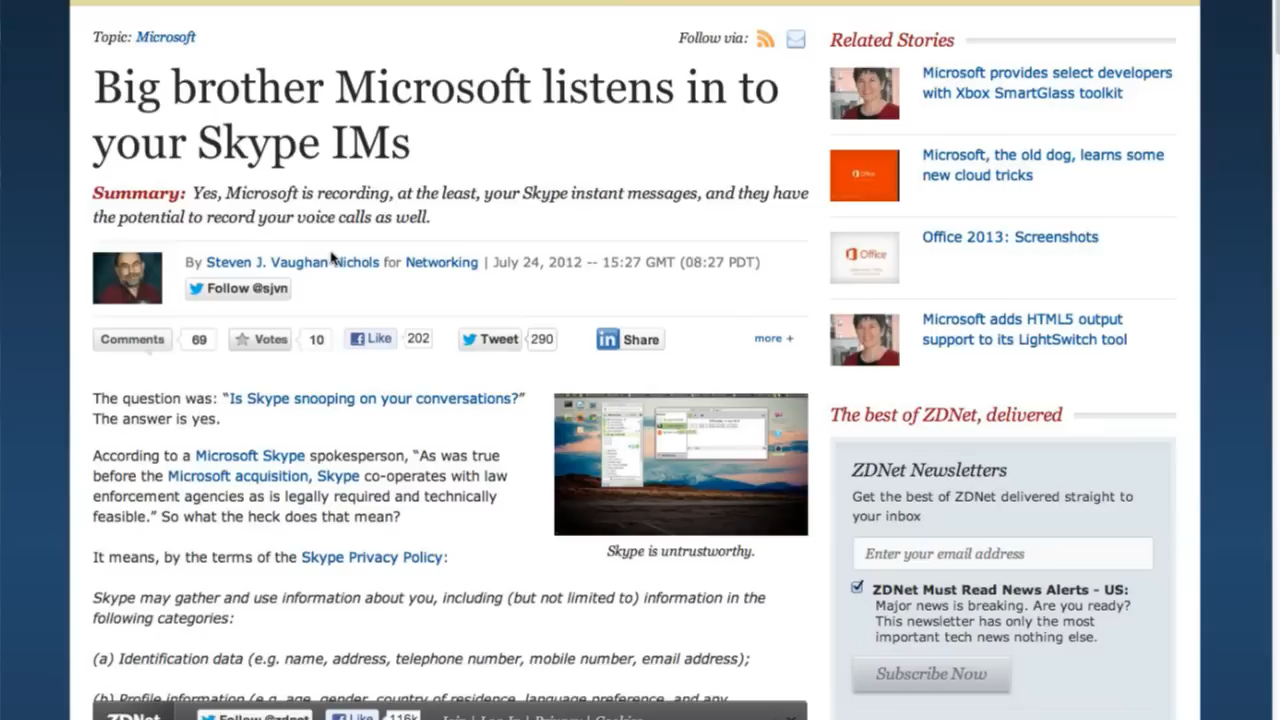 Topic: Microsoft
Follow via:
Big brother Microsoft listens in to
your Skype IMs
Summary: Yes, Microsoft is recording, at the least, your Skype instant messages, and they have
the potential to record your voice calls as well.
By Steven J. Vaughan-Nichols for Networking | July 24, 2012 -- 15:27 GMT (08:27 PDT)
Follow @sjvn
Comments 69 Votes 10 Like 202 Tweet 290 in Share more +
The question was: “Is Skype snooping on your conversations?”
The answer is yes.
According to a Microsoft Skype spokesperson, “As was true
before the Microsoft acquisition, Skype co-operates with law
enforcement agencies as is legally required and technically
feasible.” So what the heck does that mean?
Skype is untrustworthy.
It means, by the terms of the Skype Privacy Policy:
Skype may gather and use information about you, including (but not limited to) information in the
following categories:
(a) Identification data (e.g. name, address, telephone number, mobile number, email address);
(b) Profile information (e.g. age, gender, country of residence, language preference, and any
ZDNet Follow @zdnet Like 116k Join | Log In | Privacy | Cookies
Related Stories
Microsoft provides select developers
with Xbox SmartGlass toolkit
Office
Microsoft, the old dog, learns some
new cloud tricks
Office
Office 2013: Screenshots
Microsoft adds HTML5 output
support to its LightSwitch tool
The best of ZDNet, delivered
ZDNet Newsletters
Get the best of ZDNet delivered straight to
your inbox
Enter your email address
ZDNet Must Read News Alerts - US:
Major news is breaking. Are you ready?
This newsletter has only the most
important tech news nothing else.
Subscribe Now